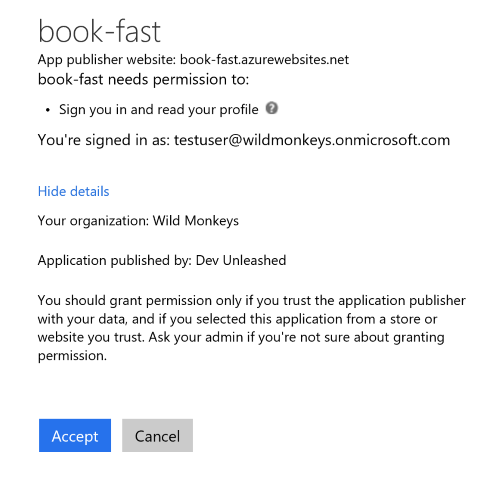 book-fast
App publisher website: book-fast.azurewebsites.net
book-fast needs permission to:
• Sign you in and read your profile ?
You're signed in as: testuser@wildmonkeys.onmicrosoft.com
Hide details
Your organization: Wild Monkeys
Application published by: Dev Unleashed
You should grant permission only if you trust the application publisher
with your data, and if you selected this application from a store or
website you trust. Ask your admin if you're not sure about granting
permission.
Accept Cancel